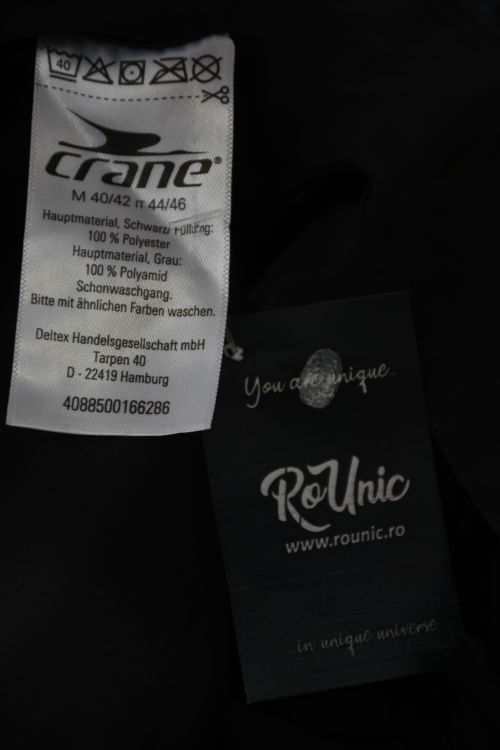 40
crane®
M 40/42 IT 44/46
Hauptmaterial, Schwarz/ Füllung:
100 % Polyester
Hauptmaterial, Grau:
100 % Polyamid
Schonwaschgang.
Bitte mit ähnlichen Farben waschen.
Deltex Handelsgesellschaft mbH
Tarpen 40
D - 22419 Hamburg
4088500166286
You are unique...
RoUnic
www.rounic.ro
...in unique universe